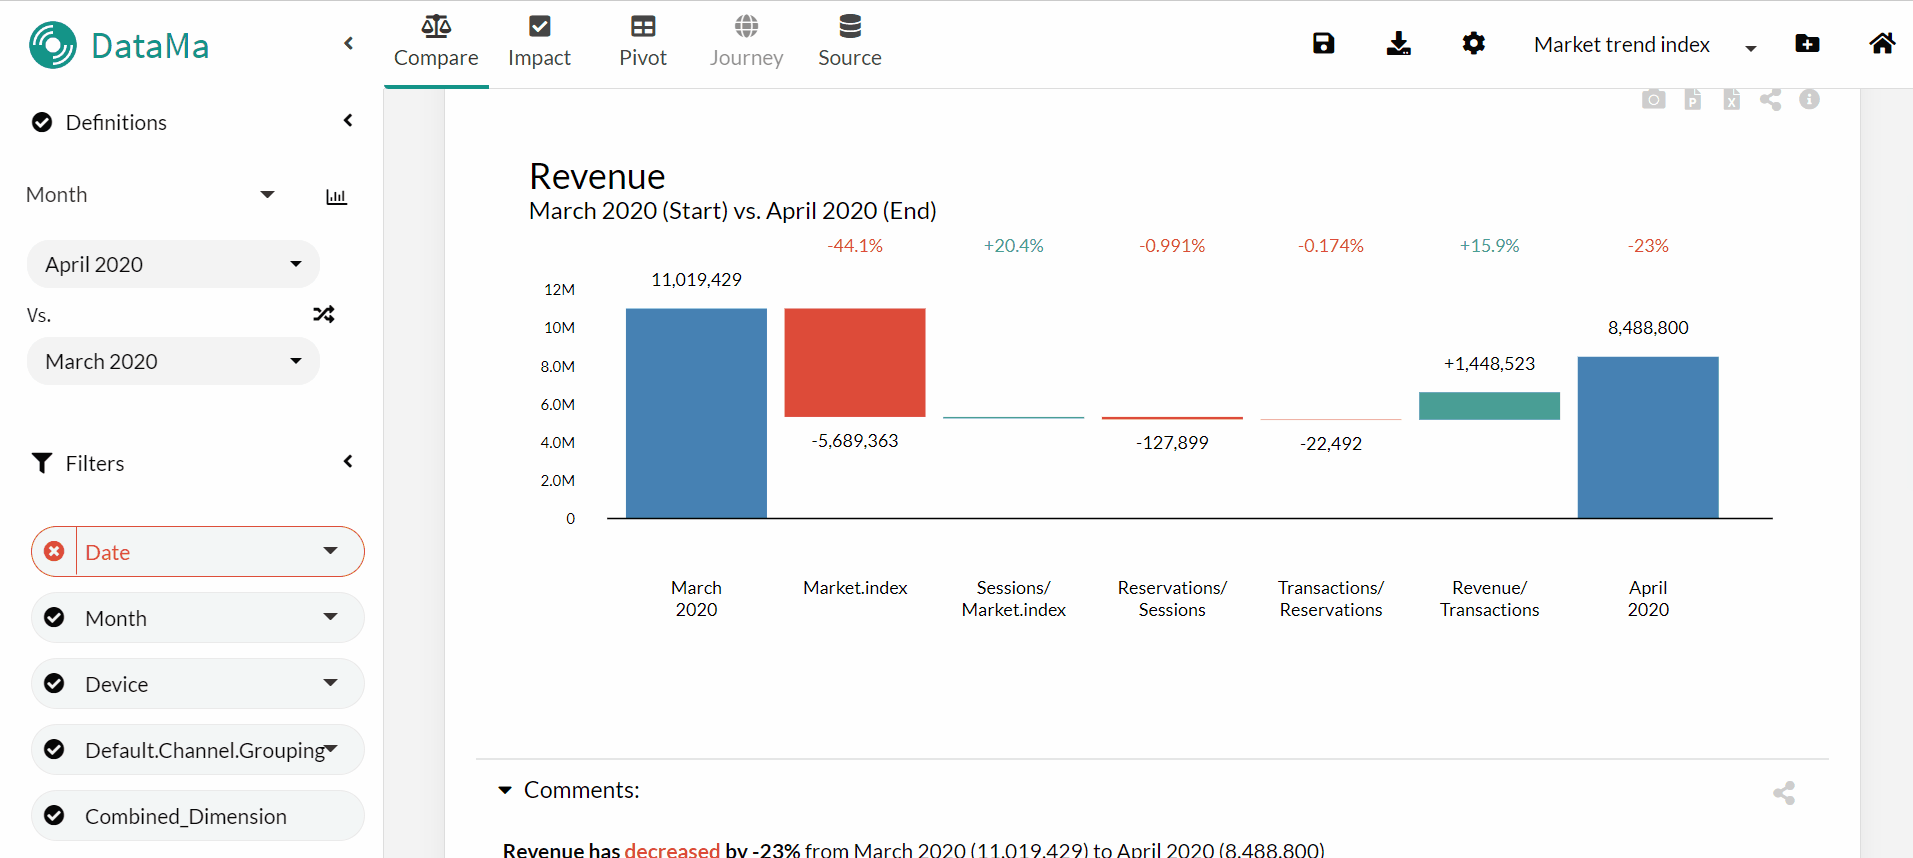 DataMa
Compare
Impact
Pivot
Journey
Source
Market trend index
Definitions
Month
April 2020
Vs.
March 2020
Filters
Date
Month
Device
Default.Channel.Grouping
Combined_Dimension
Revenue
March 2020 (Start) vs. April 2020 (End)
-44.1% +20.4% -0.991% -0.174% +15.9% -23%
11,019,429
12M
10M
8.0M
6.0M
4.0M
2.0M
0
-5,689,363
-127,899
-22,492
+1,448,523
8,488,800
March
2020
Market.index
Sessions/
Market.index
Reservations/
Sessions
Transactions/
Reservations
Revenue/
Transactions
April
2020
Comments:
Revenue has decreased by -23% from March 2020 (11,019,429) to April 2020 (8,488,800)